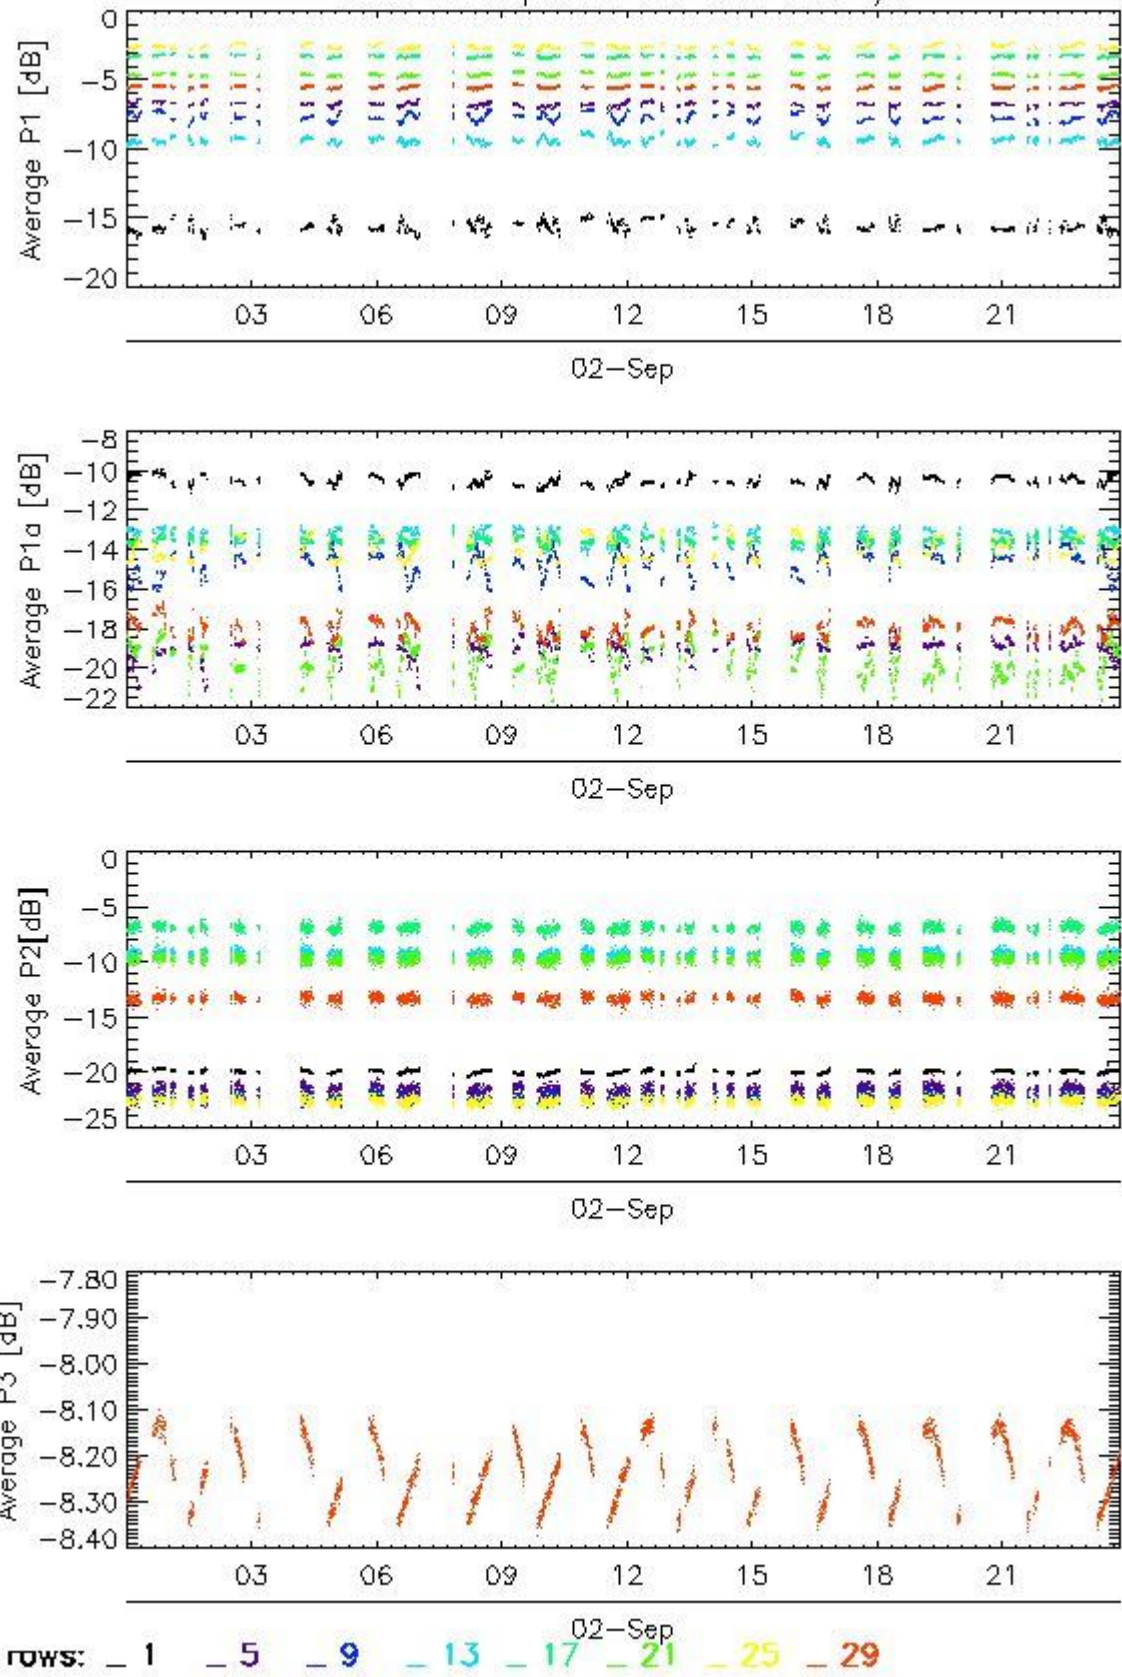 Average P1 [dB]
0
−5
−10
−15
−20
03 06 09 12 15 18 21
02−Sep
Average P1a [dB]
−8
−10
−12
−14
−16
−18
−20
−22
03 06 09 12 15 18 21
02−Sep
Average P2[dB]
0
−5
−10
−15
−20
−25
03 06 09 12 15 18 21
02−Sep
Average P3 [dB]
−7.80
−7.90
−8.00
−8.10
−8.20
−8.30
−8.40
03 06 09 12 15 18 21
02−Sep
rows: _ 1 _ 5 _ 9 _ 13 _ 17 _ 21 _ 25 _ 29